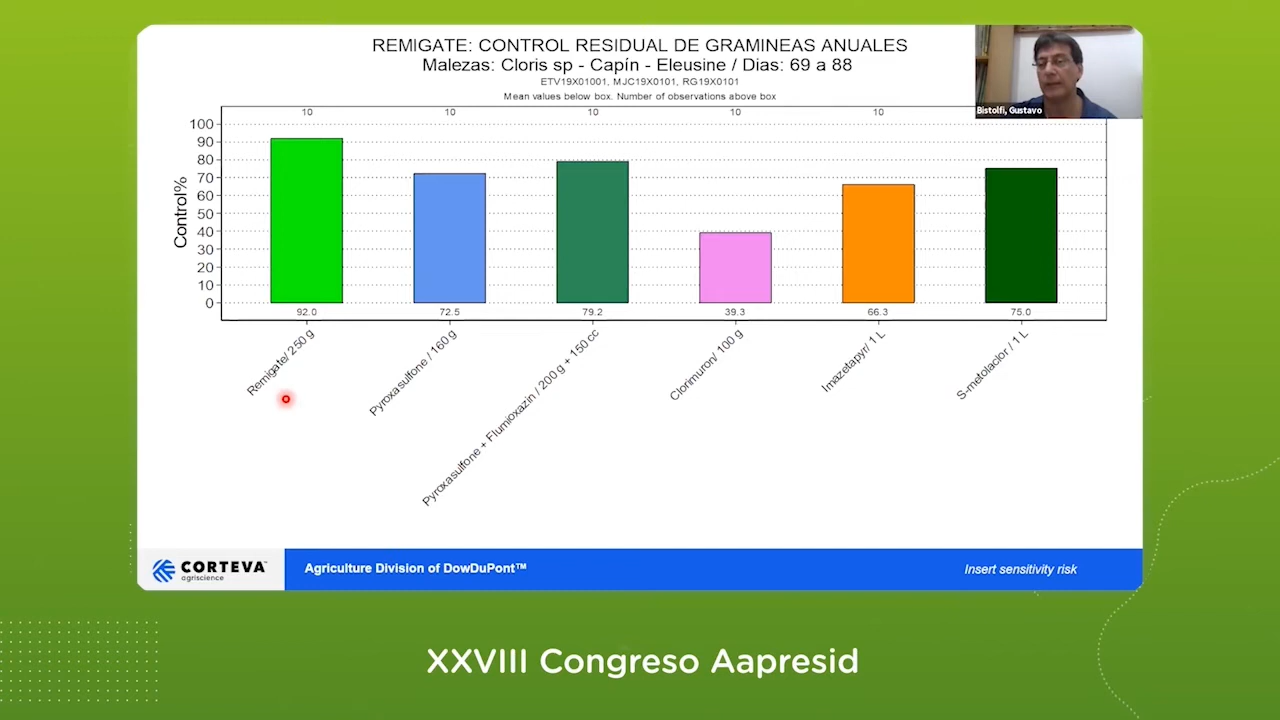 REMIGATE: CONTROL RESIDUAL DE GRAMINEAS ANUALES
Malezas: Cloris sp - Capín - Eleusine / Dias: 69 a 88
ETV19X01001, MJC19X0101, RG19X0101
Mean values below box. Number of observations above box
Bistolfi, Gustavo
10 10 10 10 10
Control%
100
90
80
70
60
50
40
30
20
10
0
92.0 72.5 79.2 39.3 66.3 75.0
Remigate/ 250 g
Pyroxasulfone / 160 g
Pyroxasulfone + Flumioxazin / 200 g + 150 cc
Clorimuron/ 100 g
Imazetapyr/ 1 L
S-metolaclor / 1 L
CORTEVA™
agriscience
Agriculture Division of DowDuPont™
Insert sensitivity risk
XXVIII Congreso Aapresid